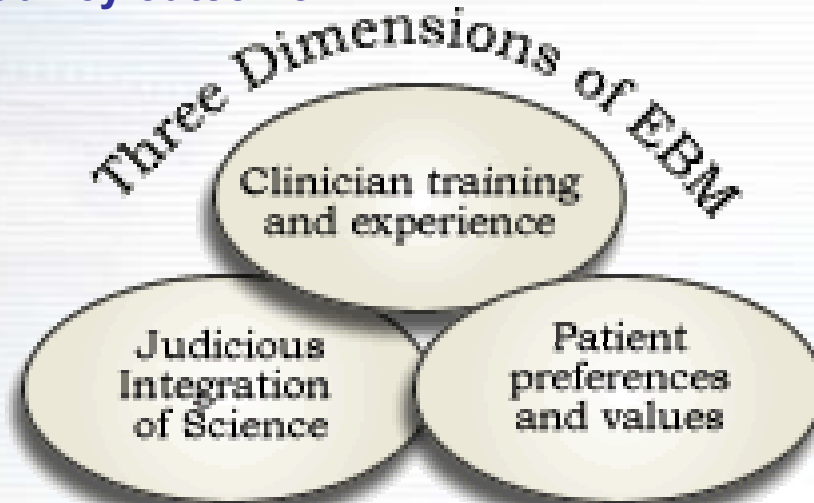 Three Dimensions of EBM
Clinician training
and experience
Judicious
Integration
of Science
Patient
preferences
and values